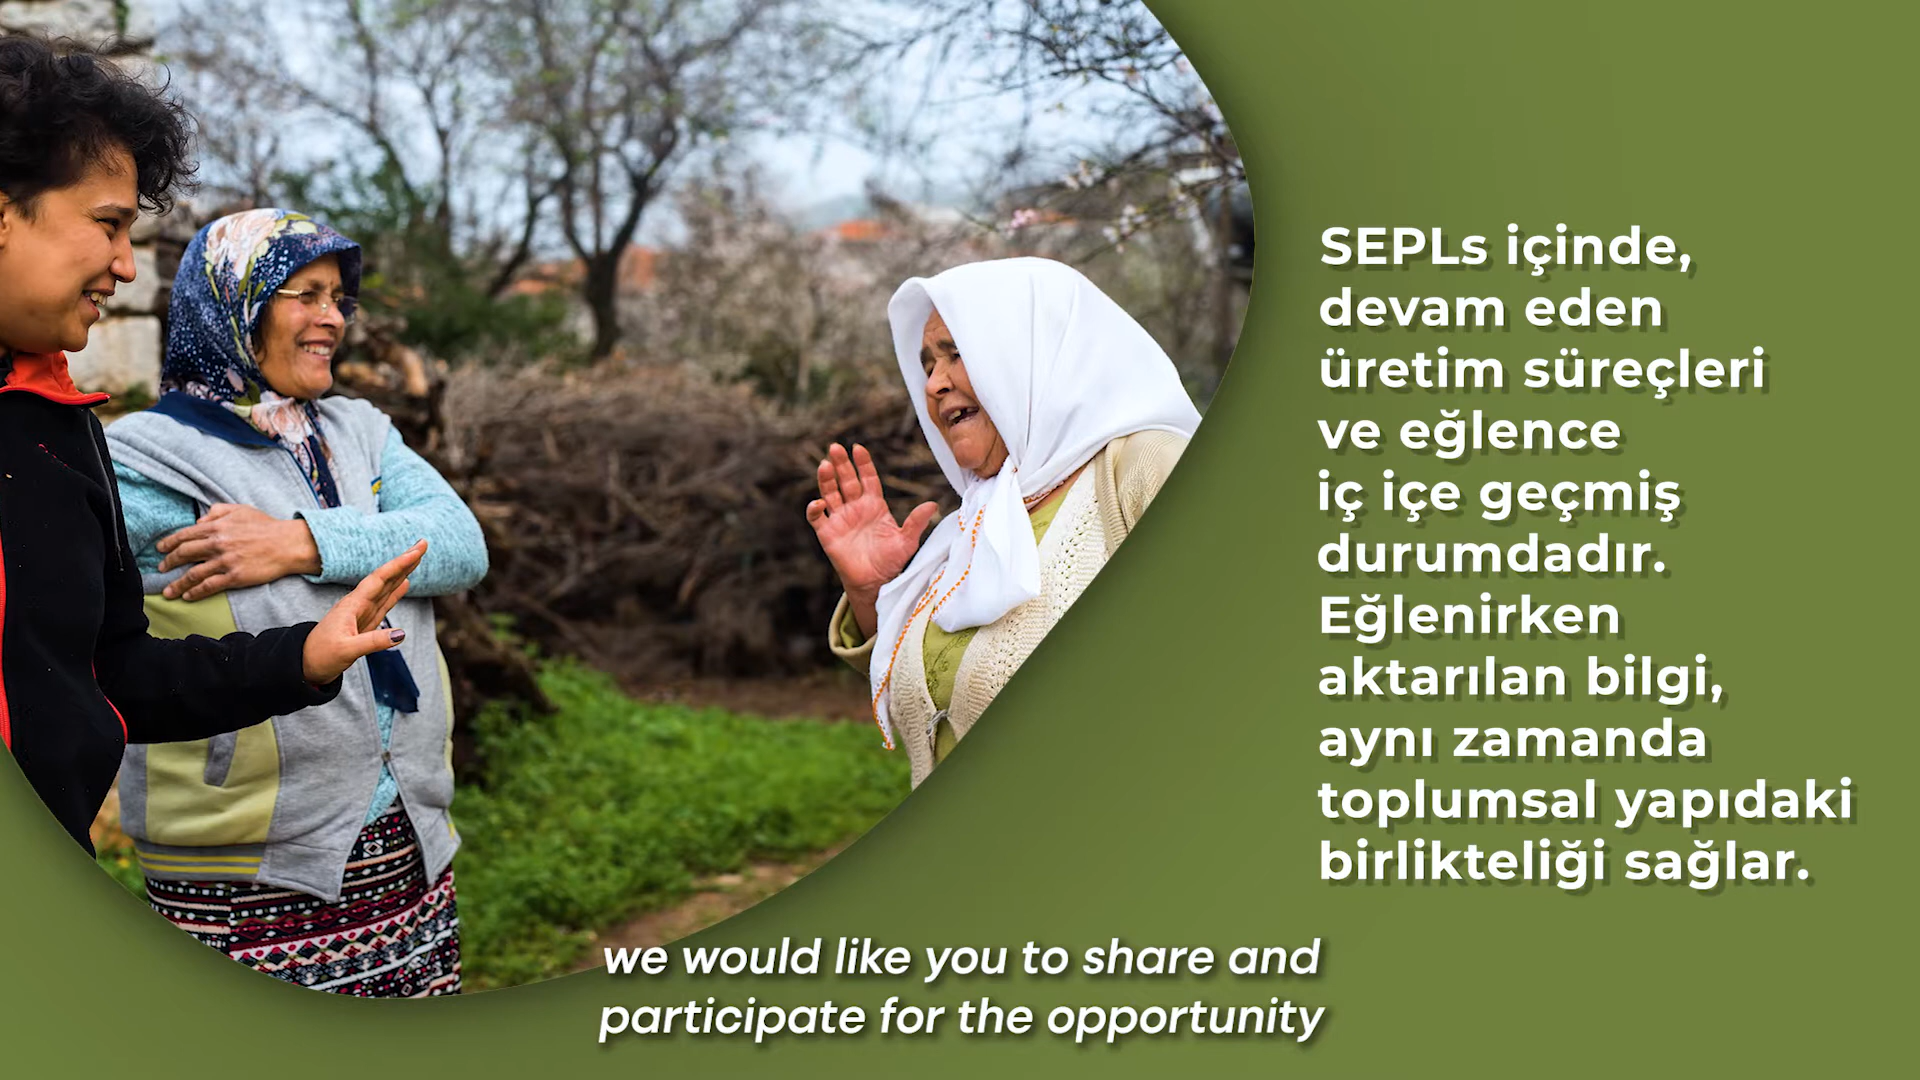 SEPLs içinde,
devam eden
üretim süreçleri
ve eğlence
iç içe geçmiş
durumdadır.
Eğlenirken
aktarılan bilgi,
aynı zamanda
toplumsal yapıdaki
birlikteliği sağlar.
we would like you to share and
participate for the opportunity